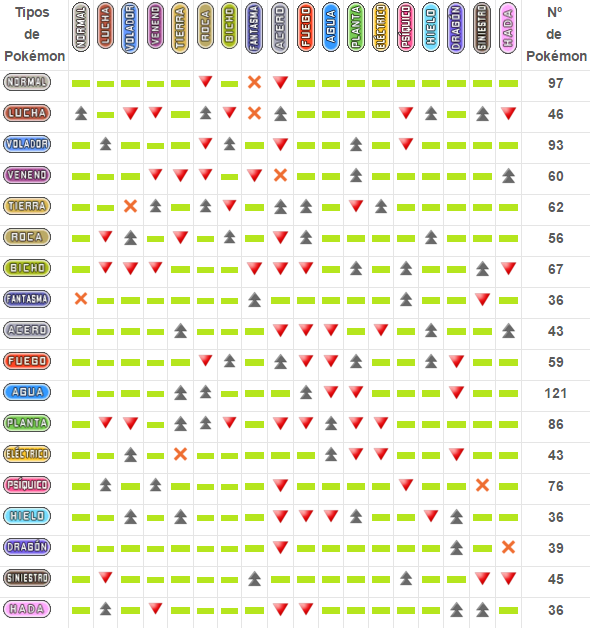 Tipos de Pokémon NORMAL LUCHA VOLADOR VENENO TIERRA ROCA BICHO FANTASMA ACERO FUEGO AGUA PLANTA ELÉCTRICO PSÍQUICO HIELO DRAGÓN SINIESTRO HADA Nº de Pokémon
NORMAL 97
LUCHA 46
VOLADOR 93
VENENO 60
TIERRA 62
ROCA 56
BICHO 67
FANTASMA 36
ACERO 43
FUEGO 59
AGUA 121
PLANTA 86
ELÉCTRICO 43
PSÍQUICO 76
HIELO 36
DRAGÓN 39
SINIESTRO 45
HADA 36